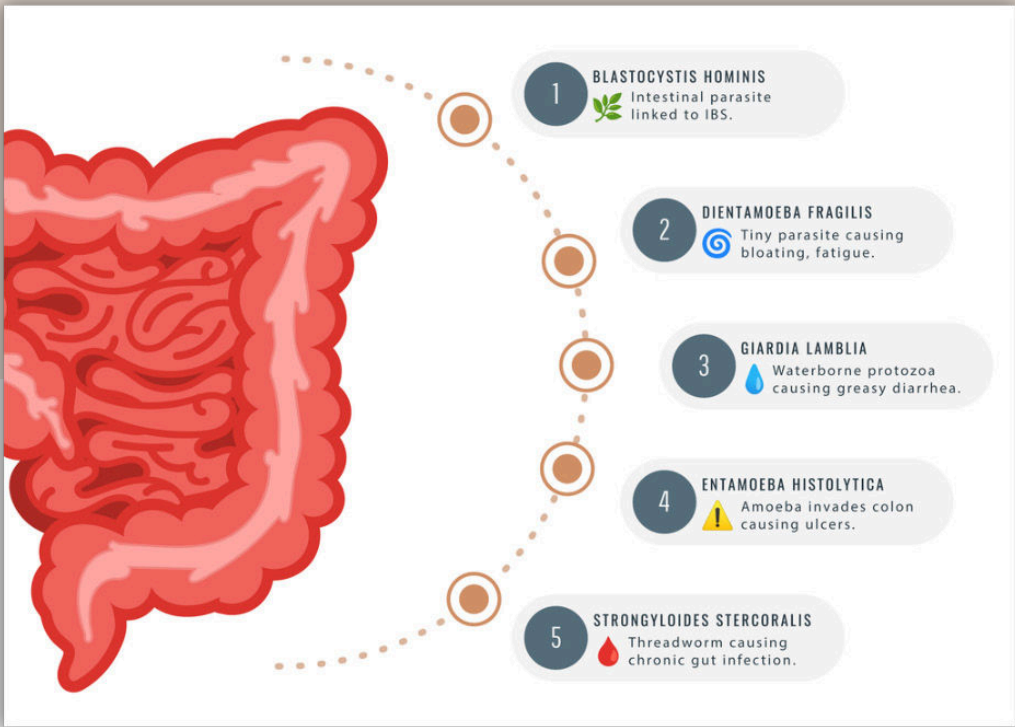 1
BLASTOCYSTIS HOMINIS
Intestinal parasite
linked to IBS.
2
DIENTAMOEBA FRAGILIS
Tiny parasite causing
bloating, fatigue.
3
GIARDIA LAMBLIA
Waterborne protozoa
causing greasy diarrhea.
4
ENTAMOEBA HISTOLYTICA
Amoeba invades colon
causing ulcers.
5
STRONGYLOIDES STERCORALIS
Threadworm causing
chronic gut infection.